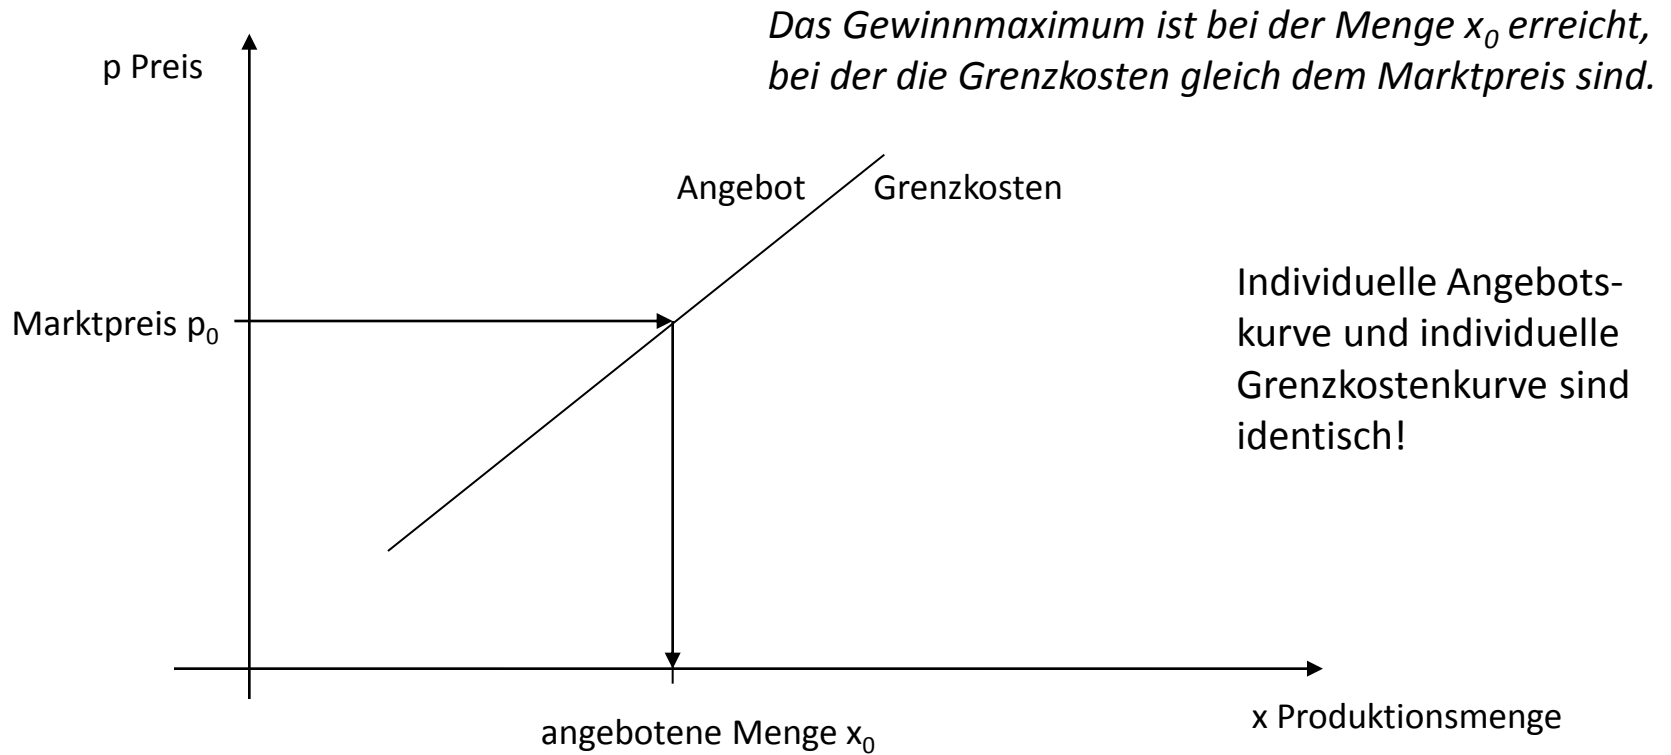 Das Gewinnmaximum ist bei der Menge x₀ erreicht,
bei der die Grenzkosten gleich dem Marktpreis sind.
p Preis
Angebot
Grenzkosten
Individuelle Angebots-
kurve und individuelle
Grenzkostenkurve sind
identisch!
Marktpreis p₀
x Produktionsmenge
angebotene Menge x₀